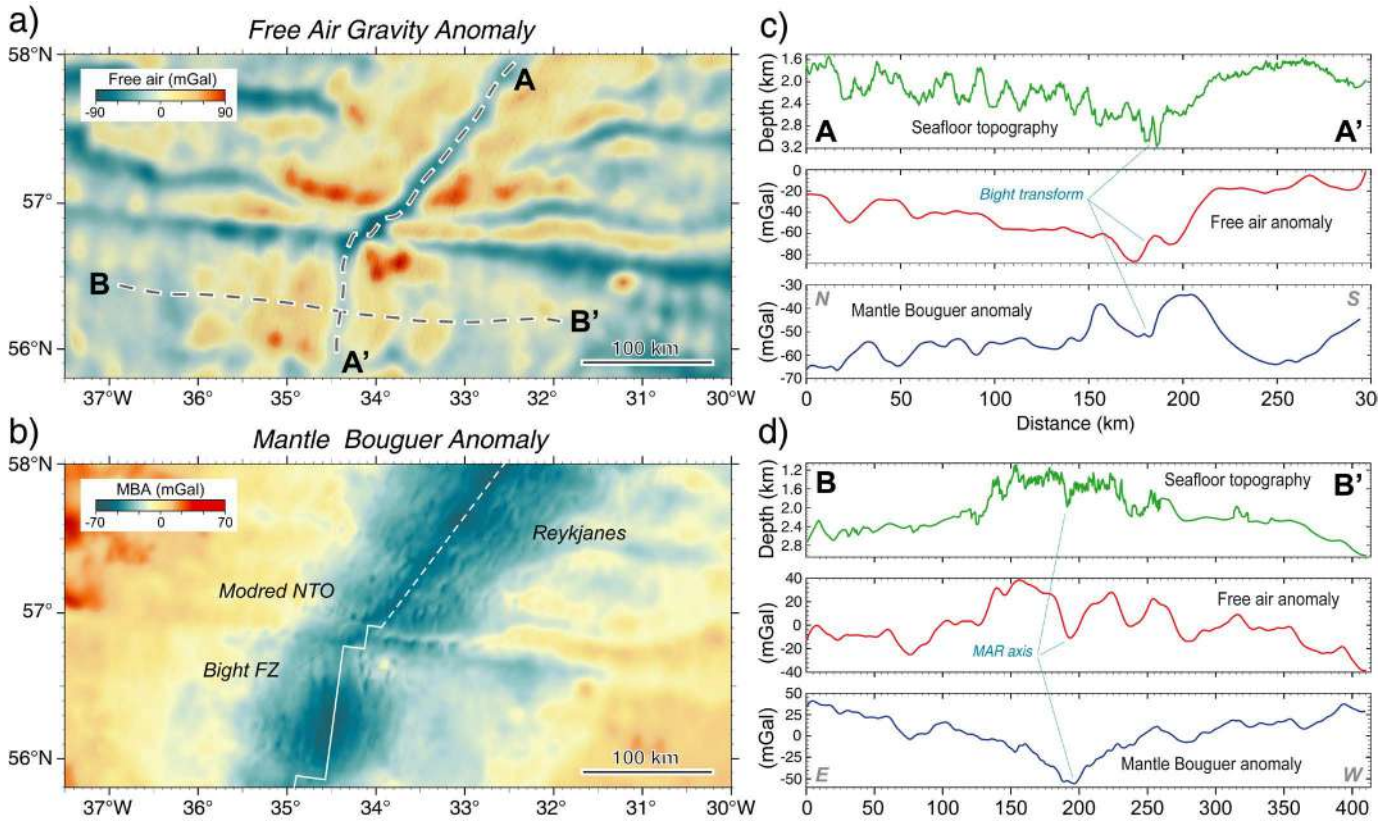 a)
Free Air Gravity Anomaly
58°N
57°
56°N
Free air (mGal)
-90 0 90
A
B
B'
A'
100 km
37°W 36° 35° 34° 33° 32° 31° 30°W
b)
Mantle Bouguer Anomaly
58°N
57°
56°N
MBA (mGal)
-70 0 70
Reykjanes
Modred NTO
Bight FZ
100 km
37°W 36° 35° 34° 33° 32° 31° 30°W
c)
Depth (km)
1.6
2.0
2.4
2.8
3.2
A
Seafloor topography
A'
(mGal)
0
-20
-40
-60
-80
Bight transform
Free air anomaly
(mGal)
-30
-40
-50
-60
-70
N
Mantle Bouguer anomaly
S
0 50 100 150 200 250 300
Distance (km)
d)
Depth (km)
1.2
1.6
2.0
2.4
2.8
B
Seafloor topography
B'
(mGal)
40
20
0
-20
-40
Free air anomaly
MAR axis
(mGal)
50
25
0
-25
-50
E
Mantle Bouguer anomaly
W
0 50 100 150 200 250 300 350 400